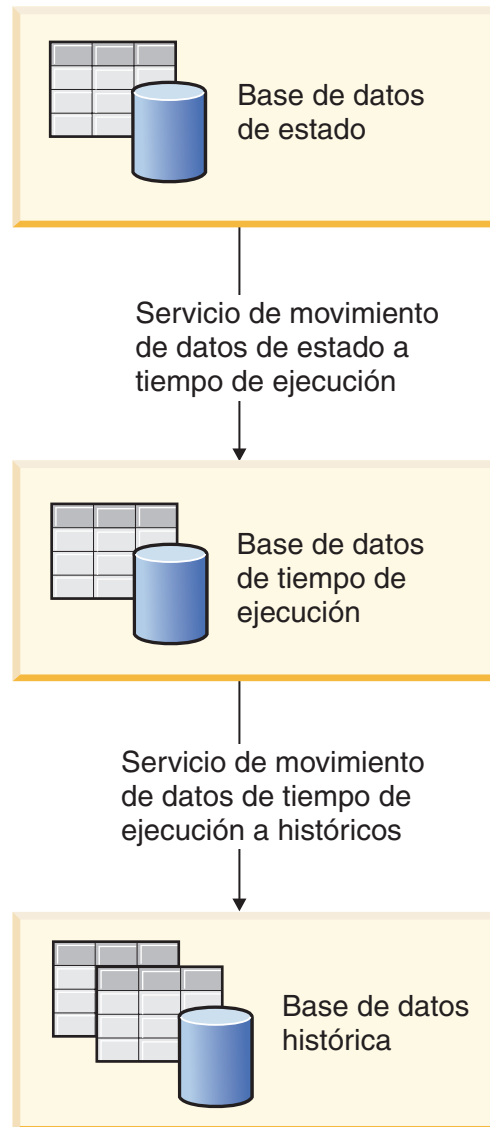 Base de datos
de estado
Servicio de movimiento
de datos de estado a
tiempo de ejecución
Base de datos
de tiempo de
ejecución
Servicio de movimiento
de datos de tiempo de
ejecución a históricos
Base de datos
histórica